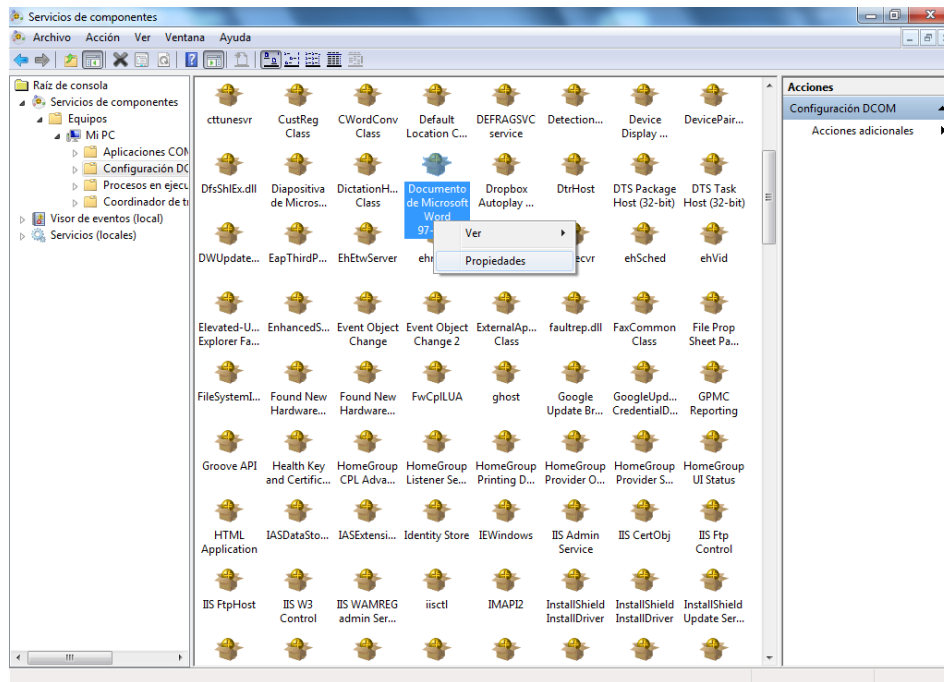 Servicios de componentes
Archivo Acción Ver Ventana Ayuda
Raíz de consola
Servicios de componentes
Equipos
Mi PC
Aplicaciones COM
Configuración DC
Procesos en ejecu
Coordinador de t
Visor de eventos (local)
Servicios (locales)
cttunesvr CustReg CWordConv Default DEFRAGSVC Detection... Device DevicePair...
Class Class Location C... service Display ...
DfsShlEx.dll Diapositiva DictationH... Documento Dropbox DtrHost DTS Package DTS Task
de Micros... Class de Microsoft Autoplay ... Host (32-bit) Host (32-bit)
Word
97-
Ver
Propiedades
DWUpdate... EapThirdP... EhEtwServer ehr ecvr ehSched ehVid
Elevated-U... EnhancedS... Event Object Event Object ExternalAp... faultrep.dll FaxCommon File Prop
Explorer Fa... Change Change 2 Class Class Sheet Pa...
FileSystemI... Found New Found New FwCplLUA ghost Google GoogleUpd... GPMC
Hardware... Hardware... Update Br... CredentialD... Reporting
Groove API Health Key HomeGroup HomeGroup HomeGroup HomeGroup HomeGroup HomeGroup
and Certific... CPL Adva... Listener Se... Printing D... Provider O... Provider S... UI Status
HTML IASDataSto... IASExtensi... Identity Store IEWindows IIS Admin IIS CertObj IIS Ftp
Application Service Control
IIS FtpHost IIS W3 IIS WAMREG iisctl IMAPI2 InstallShield InstallShield InstallShield
Control admin Ser... InstallDriver InstallDriver Update Ser...
Acciones
Configuración DCOM
Acciones adicionales